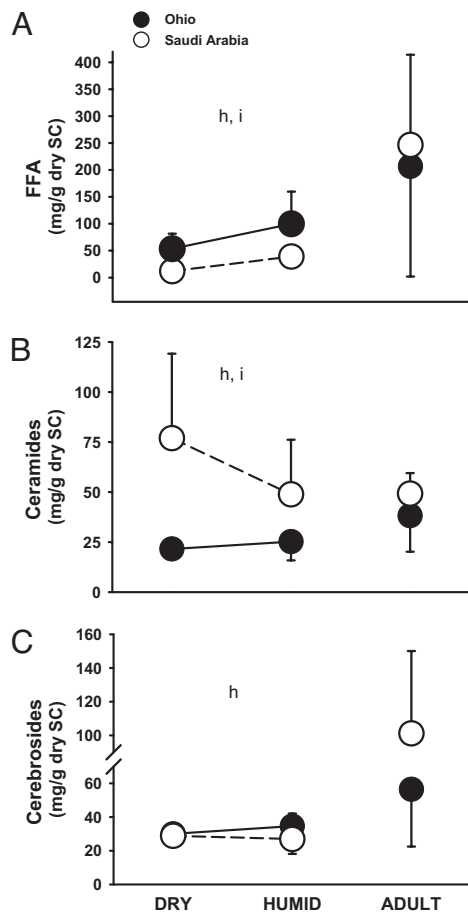 A
Ohio
Saudi Arabia
FFA
(mg/g dry SC)
400
350
300
250
200
150
100
50
0
h, i
B
Ceramides
(mg/g dry SC)
125
75
50
25
0
h, i
C
Cerebrosides
(mg/g dry SC)
160
140
120
100
60
40
20
0
h
DRY HUMID ADULT